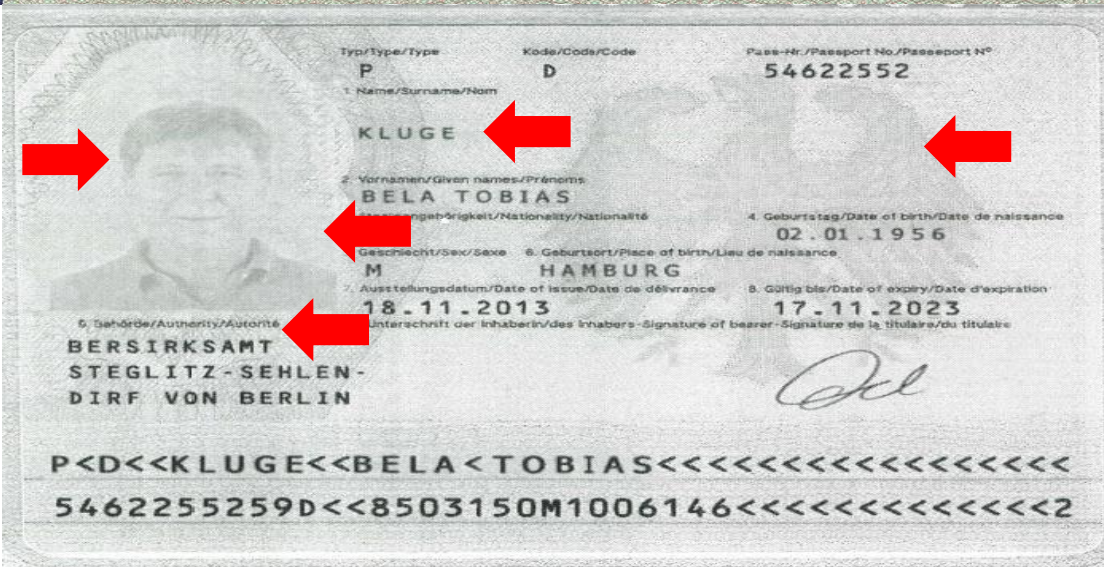 Typ/Type/Type Kode/Code/Code Pass-Nr./Passport No./Passeport Nº
P D 54622552
1. Name/Surname/Nom
KLUGE
2. Vornamen/Given names/Prénoms
BELA TOBIAS
Nationality/Nationalité 4. Geburtstag/Date of birth/Date de naissance
02.01.1956
Geschlecht/Sex/Sexe 6. Geburtsort/Place of birth/Lieu de naissance
M HAMBURG
7. Ausstellungsdatum/Date of issue/Date de délivrance 8. Gültig bis/Date of expiry/Date d'expiration
18.11.2013 17.11.2023
9. Behörde/Authority/Autorité Unterschrift der Inhaberin/des Inhabers-Signature of bearer-Signature de la titulaire/du titulaire
BERSIRKSAMT
STEGLITZ-SEHLEN-
DIRF VON BERLIN
P<D<<KLUGE<<BELA<TOBIAS<<<<<<<<<<<<<<<<<<
5462255259D<<8503150M1006146<<<<<<<<<<<<<<2